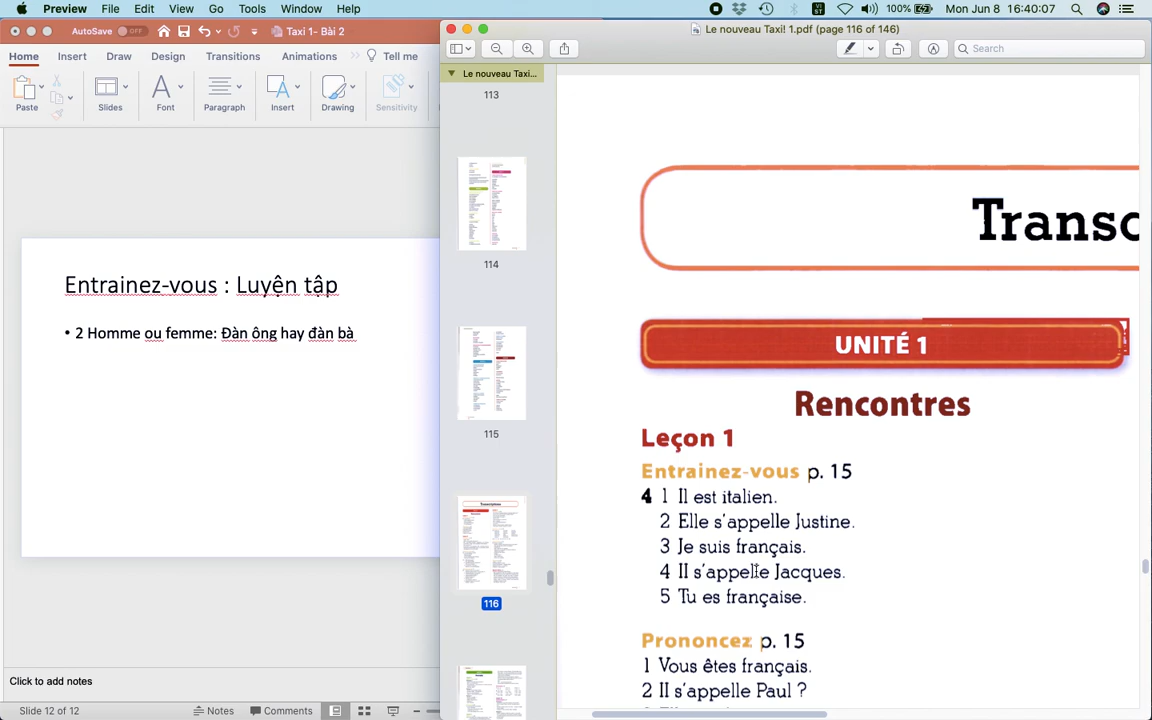 Preview File Edit View Go Tools Window Help
100% Mon Jun 8 16:40:07
AutoSave OFF Taxi 1- Bài 2
Home Insert Draw Design Transitions Animations Tell me
Paste Slides Font Paragraph Insert Drawing Sensitivity
Entrainez-vous : Luyện tập
• 2 Homme ou femme: Đàn ông hay đàn bà
Click to add notes
Slide 12 of 12 Notes Comments
Le nouveau Taxi! 1.pdf (page 116 of 146)
Search
Le nouveau Taxi...
113
114
115
116
Transc
UNITÉ 1
Rencontres
Leçon 1
Entrainez-vous p. 15
4 1 Il est italien.
2 Elle s'appelle Justine.
3 Je suis français.
4 Il s'appelle Jacques.
5 Tu es française.
Prononcez p. 15
1 Vous êtes français.
2 Il s'appelle Paul ?